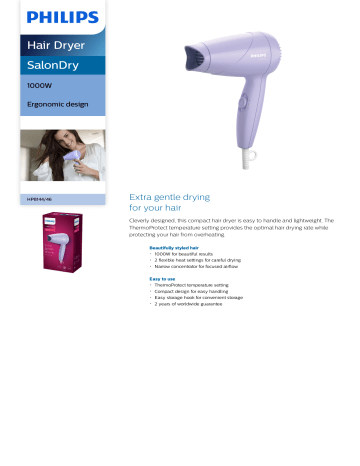 PHILIPS
Hair Dryer
SalonDry
1000W
Ergonomic design
HP8144/46
PHILIPS
Extra gentle drying
for your hair
Cleverly designed, this compact hair dryer is easy to handle and lightweight. The
ThermoProtect temperature setting provides the optimal hair drying rate while
protecting your hair from overheating.
Beautifully styled hair
• 1000W for beautiful results
• 2 flexible heat settings for careful drying
• Narrow concentrator for focused airflow
Easy to use
• ThermoProtect temperature setting
• Compact design for easy handling
• Easy storage hook for convenient storage
• 2 years of worldwide guarantee